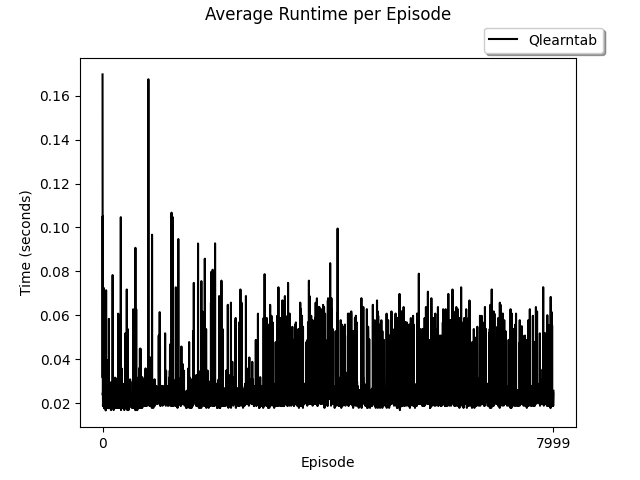 Average Runtime per Episode
Qlearntab
0.16
0.14
0.12
0.10
0.08
0.06
0.04
0.02
Time (seconds)
0
7999
Episode